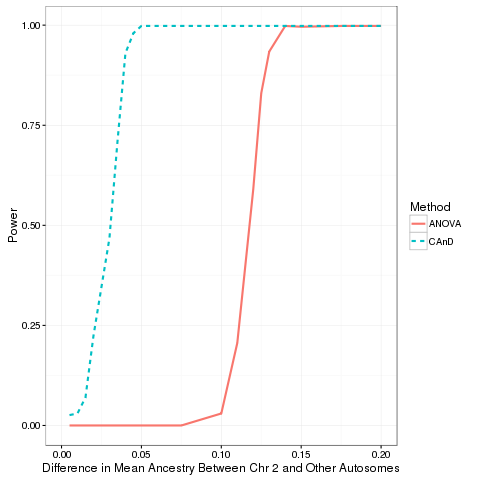 1.00
0.75
0.50
0.25
0.00
Power
0.00
0.05
0.10
0.15
0.20
Difference in Mean Ancestry Between Chr 2 and Other Autosomes
Method
ANOVA
CAnD